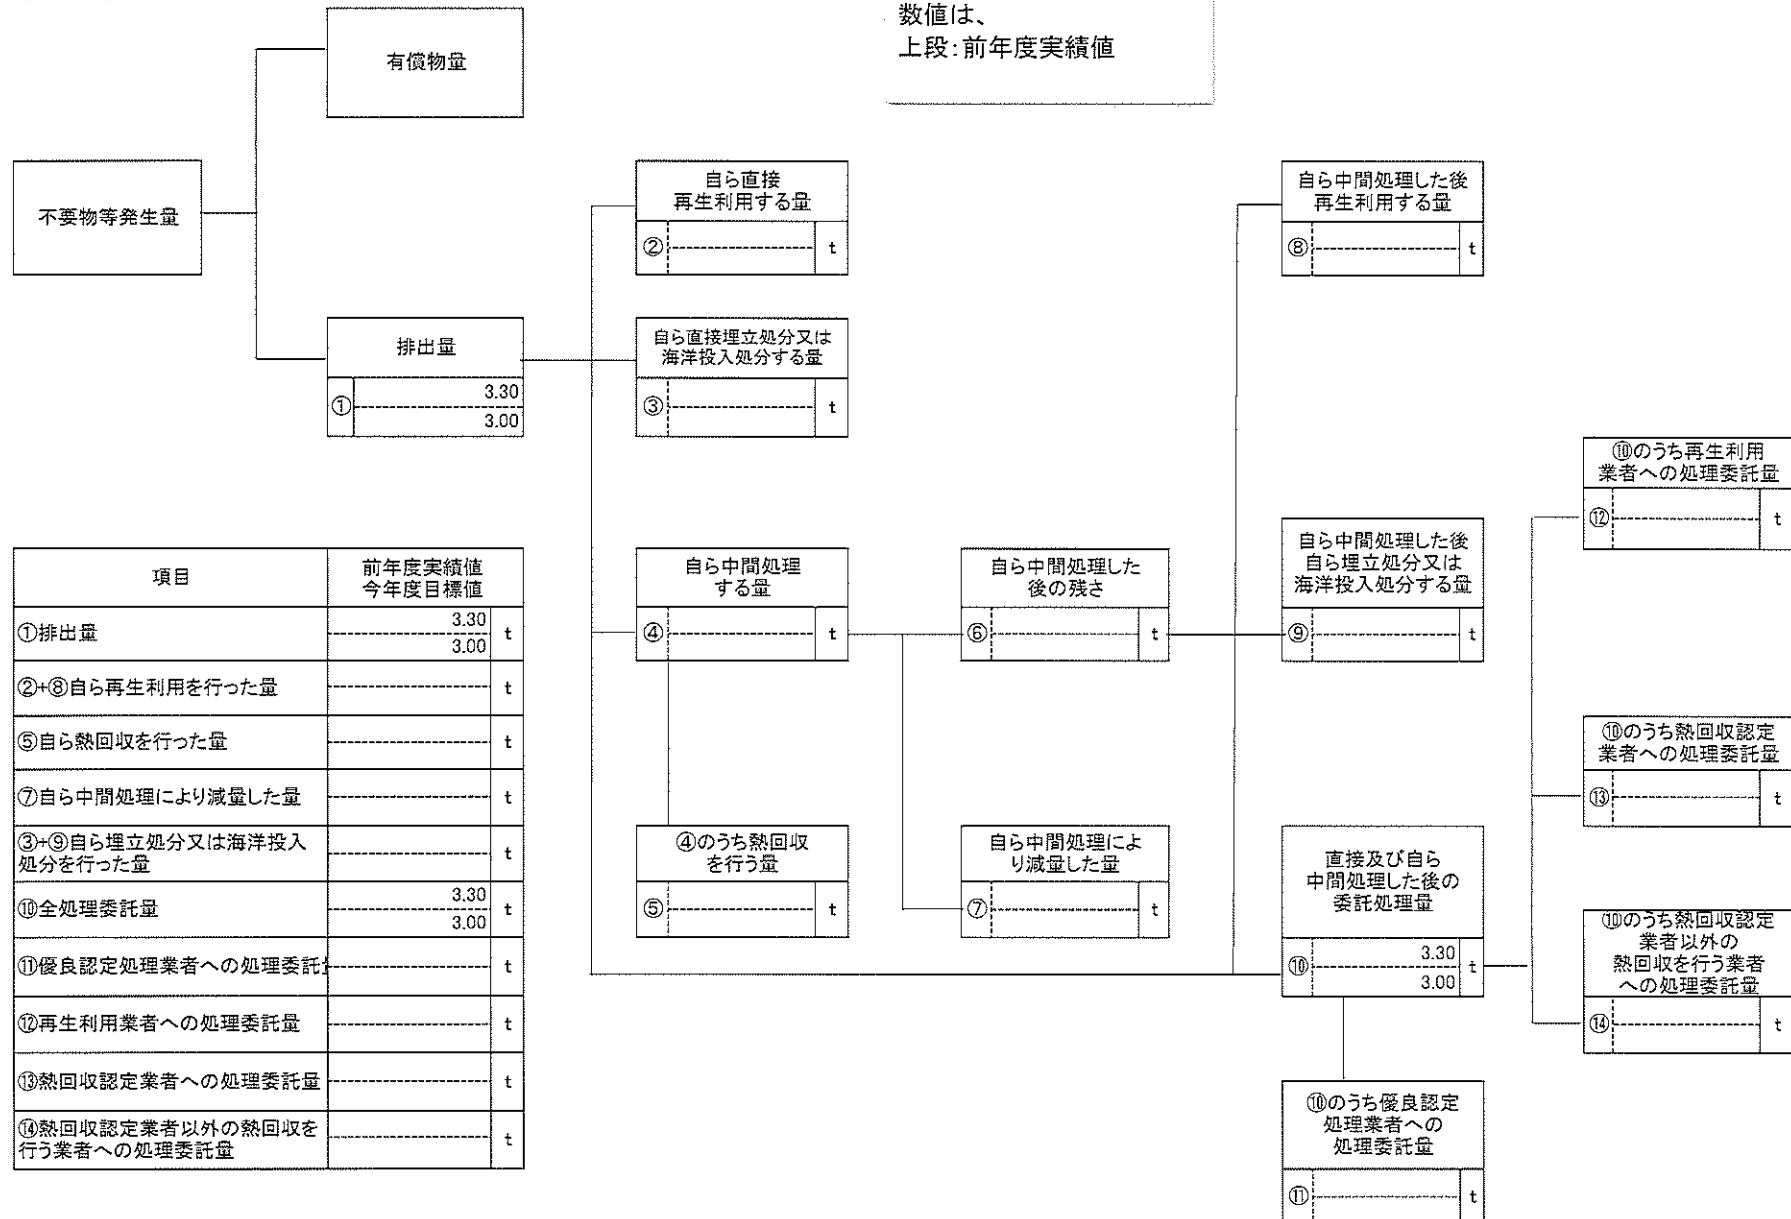 数値は、
上段:前年度実績値
有償物量
不要物等発生量
排出量
① 3.30
3.00
自ら直接
再生利用する量
② t
自ら直接埋立処分又は
海洋投入処分する量
③ t
自ら中間処理
する量
④ t
④のうち熱回収
を行う量
⑤ t
自ら中間処理した
後の残さ
⑥ t
自ら中間処理によ
り減量した量
⑦ t
自ら中間処理した後
再生利用する量
⑧ t
自ら中間処理した後
自ら埋立処分又は
海洋投入処分する量
⑨ t
直接及び自ら
中間処理した後の
委託処理量
⑩ 3.30 t
3.00
⑩のうち優良認定
処理業者への
処理委託量
⑪ t
⑩のうち再生利用
業者への処理委託量
⑫ t
⑩のうち熱回収認定
業者への処理委託量
⑬ t
⑩のうち熱回収認定
業者以外の
熱回収を行う業者
への処理委託量
⑭ t
項目 前年度実績値
今年度目標値
①排出量 3.30 t
3.00
②+⑧自ら再生利用を行った量 t
⑤自ら熱回収を行った量 t
⑦自ら中間処理により減量した量 t
③+⑨自ら埋立処分又は海洋投入
処分を行った量 t
⑩全処理委託量 3.30 t
3.00
⑪優良認定処理業者への処理委託 t
⑫再生利用業者への処理委託量 t
⑬熱回収認定業者への処理委託量 t
⑭熱回収認定業者以外の熱回収を
行う業者への処理委託量 t